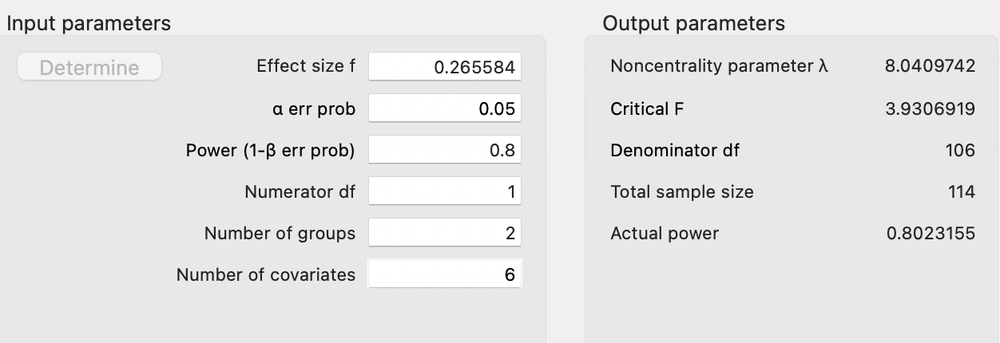 Input parameters
Determine
Effect size f 0.265584
α err prob 0.05
Power (1-β err prob) 0.8
Numerator df 1
Number of groups 2
Number of covariates 6
Output parameters
Noncentrality parameter λ 8.0409742
Critical F 3.9306919
Denominator df 106
Total sample size 114
Actual power 0.8023155